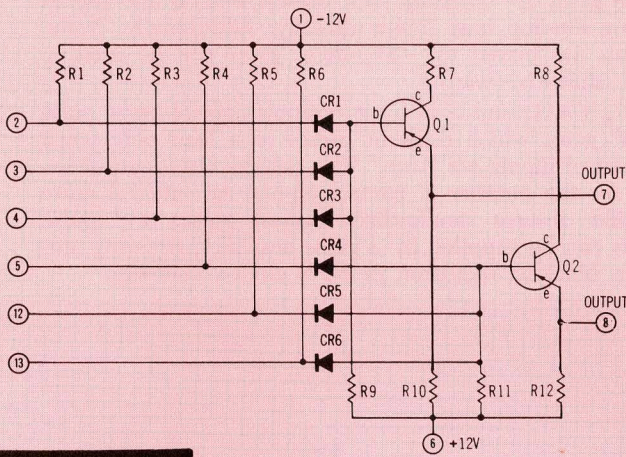 1 -12V
R1 R2 R3 R4 R5 R6 R7 R8
CR1
2 b c Q1
CR2
3 e
CR3 OUTPUT
4 7
CR4 c
5 b Q2
CR5 e OUTPUT
12 8
CR6
13
R9 R10 R11 R12
6 +12V